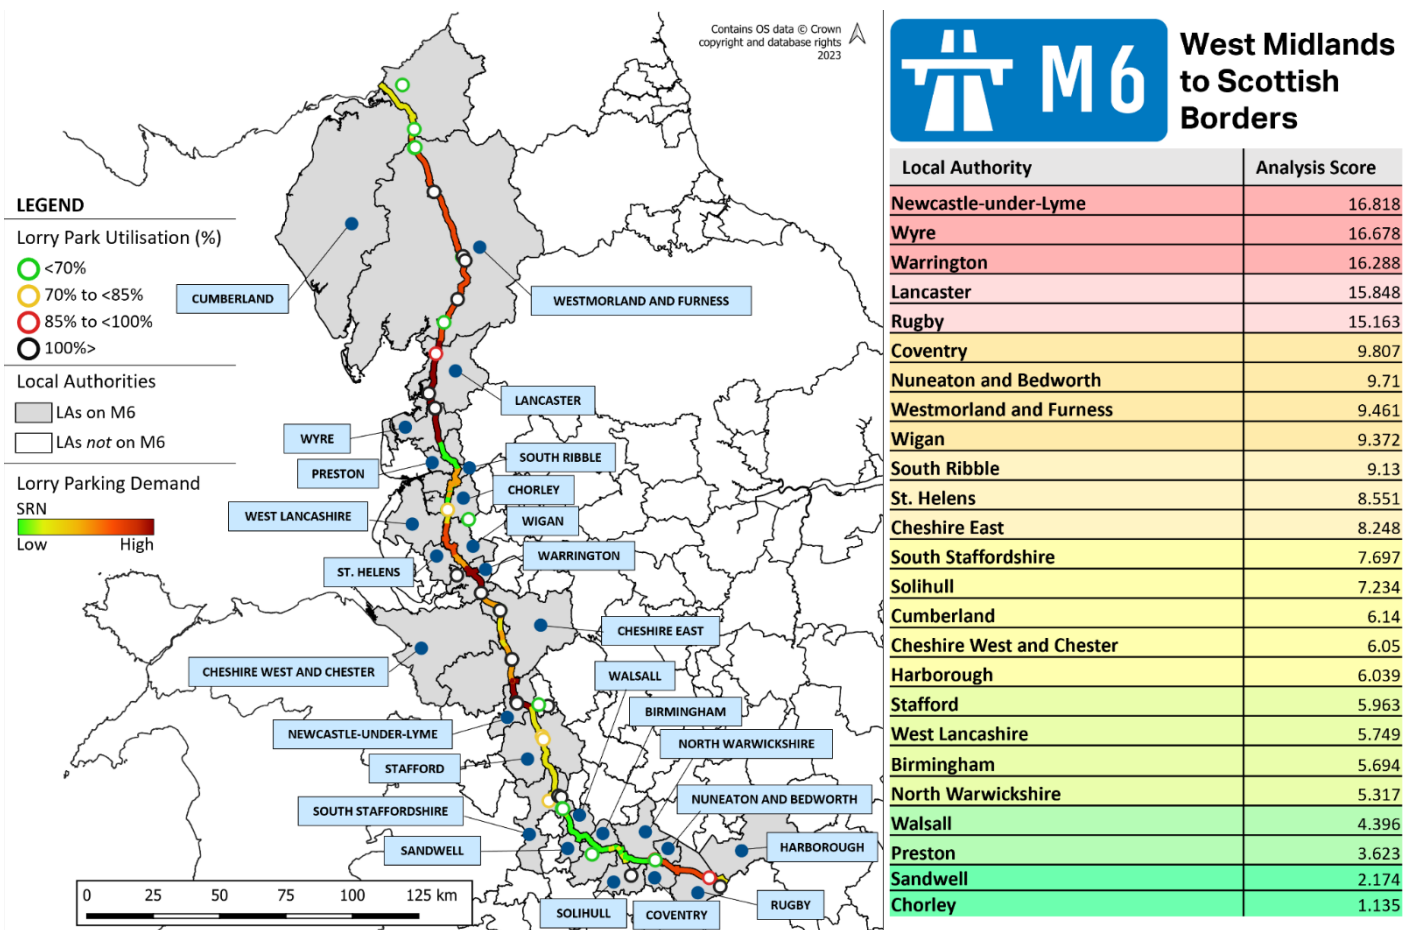 Contains OS data © Crown
copyright and database rights
2023
LEGEND
Lorry Park Utilisation (%)
<70%
70% to <85%
85% to <100%
100%>
Local Authorities
LAs on M6
LAs not on M6
Lorry Parking Demand
SRN
Low High
CUMBERLAND
WESTMORLAND AND FURNESS
LANCASTER
WYRE
PRESTON
SOUTH RIBBLE
CHORLEY
WEST LANCASHIRE
WIGAN
WARRINGTON
ST. HELENS
CHESHIRE EAST
CHESHIRE WEST AND CHESTER
WALSALL
BIRMINGHAM
NEWCASTLE-UNDER-LYME
NORTH WARWICKSHIRE
STAFFORD
NUNEATON AND BEDWORTH
SOUTH STAFFORDSHIRE
SANDWELL
HARBOROUGH
RUGBY
SOLIHULL
COVENTRY
0 25 50 75 100 125 km
M6
West Midlands
to Scottish
Borders
Local Authority Analysis Score
Newcastle-under-Lyme 16.818
Wyre 16.678
Warrington 16.288
Lancaster 15.848
Rugby 15.163
Coventry 9.807
Nuneaton and Bedworth 9.71
Westmorland and Furness 9.461
Wigan 9.372
South Ribble 9.13
St. Helens 8.551
Cheshire East 8.248
South Staffordshire 7.697
Solihull 7.234
Cumberland 6.14
Cheshire West and Chester 6.05
Harborough 6.039
Stafford 5.963
West Lancashire 5.749
Birmingham 5.694
North Warwickshire 5.317
Walsall 4.396
Preston 3.623
Sandwell 2.174
Chorley 1.135